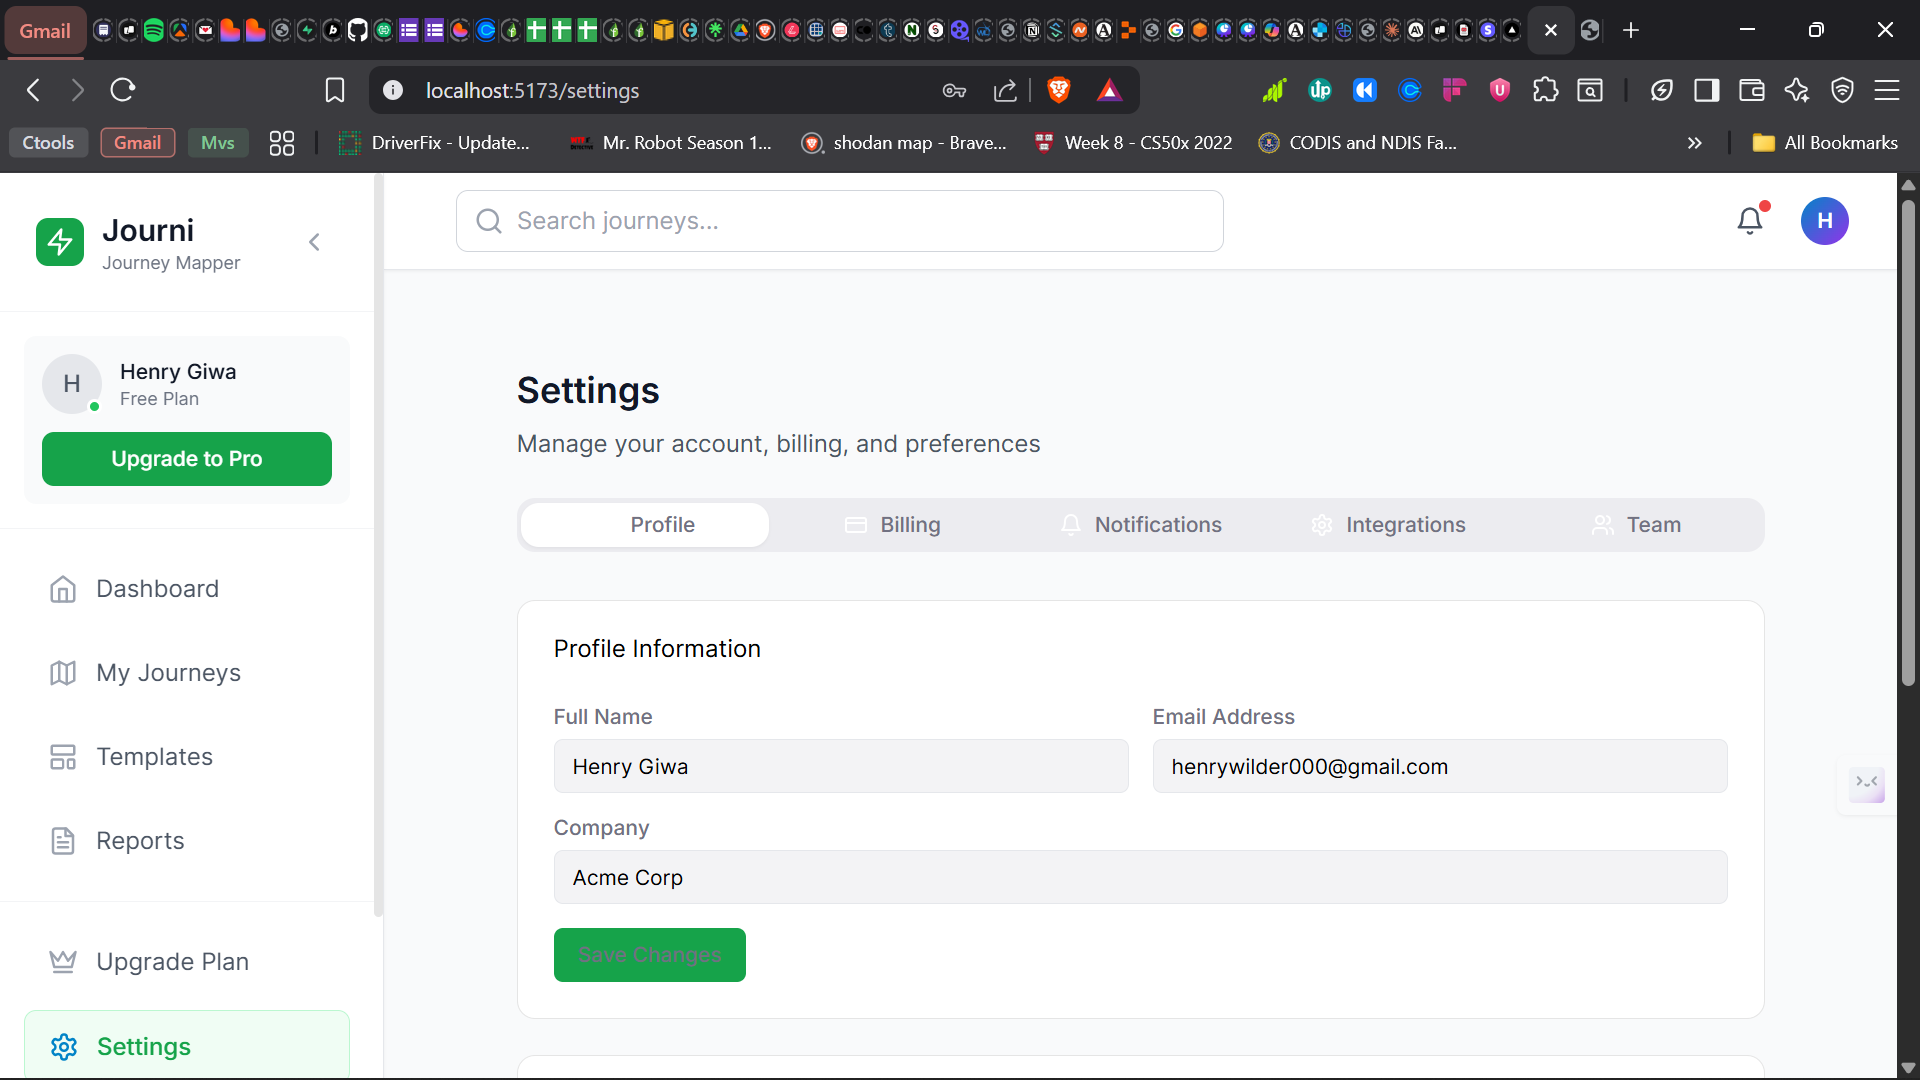 Gmail
localhost:5173/settings
Ctools
Gmail
Mvs
DriverFix - Update...
Mr. Robot Season 1...
shodan map - Brave...
Week 8 - CS50x 2022
CODIS and NDIS Fa...
All Bookmarks
Journi
Journey Mapper
Search journeys...
H
H
Henry Giwa
Free Plan
Upgrade to Pro
Dashboard
My Journeys
Templates
Reports
Upgrade Plan
Settings
Settings
Manage your account, billing, and preferences
Profile
Billing
Notifications
Integrations
Team
Profile Information
Full Name
Email Address
Henry Giwa
henrywilder000@gmail.com
Company
Acme Corp
Save Changes